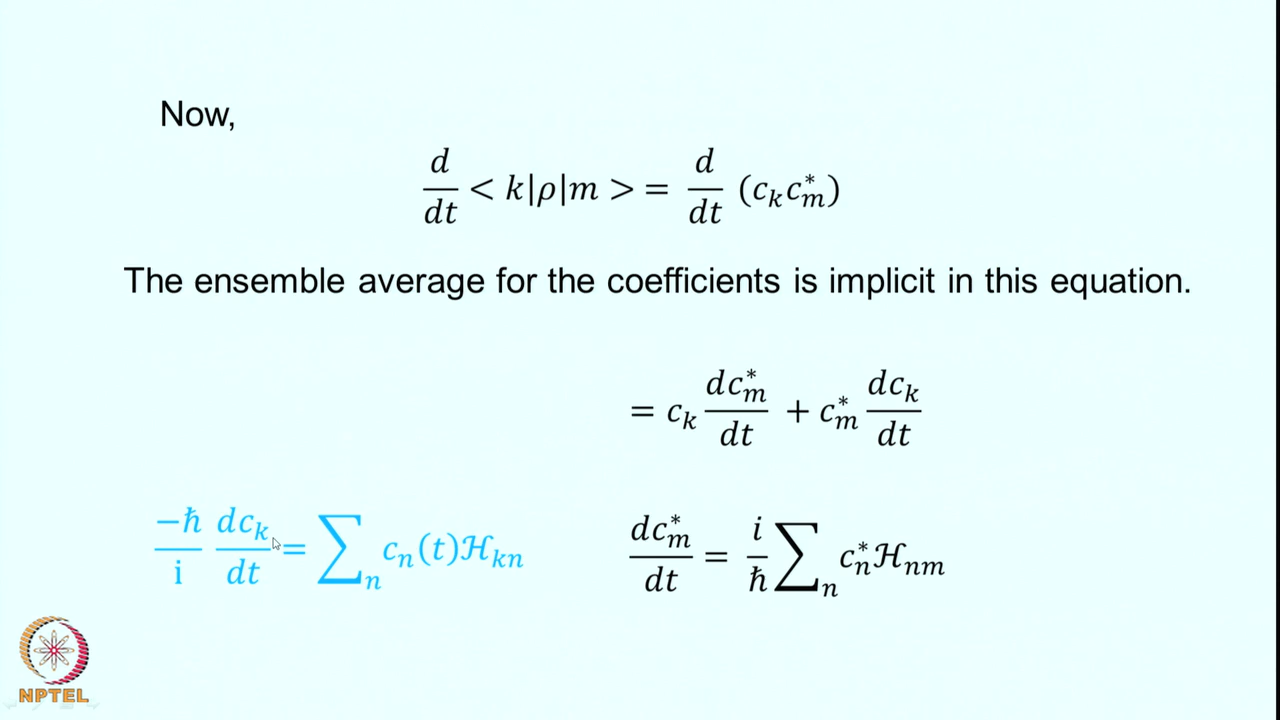 Now,
d/dt < k|ρ|m > = d/dt (c_k c_m^*)
The ensemble average for the coefficients is implicit in this equation.
= c_k dc_m^*/dt + c_m^* dc_k/dt
-ħ/i dc_k/dt = ∑_n c_n(t)ℋ_kn
dc_m^*/dt = i/ħ ∑_n c_n^* ℋ_nm
NPTEL